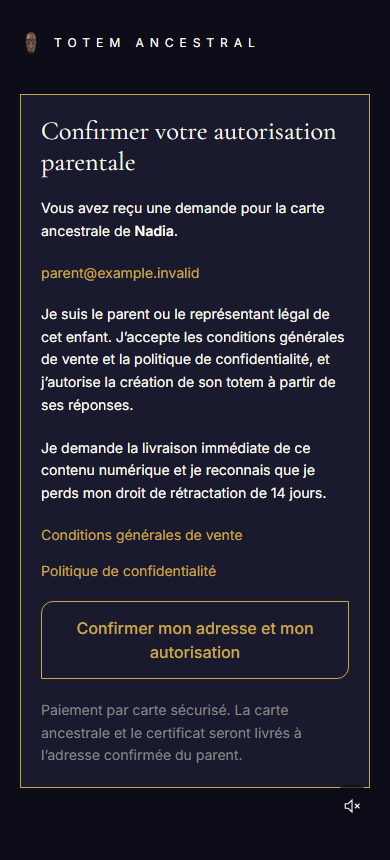 TOTEM ANCESTRAL
Confirmer votre autorisation
parentale
Vous avez reçu une demande pour la carte
ancestrale de Nadia.
parent@example.invalid
Je suis le parent ou le représentant légal de
cet enfant. J’accepte les conditions générales
de vente et la politique de confidentialité, et
j’autorise la création de son totem à partir de
ses réponses.
Je demande la livraison immédiate de ce
contenu numérique et je reconnais que je
perds mon droit de rétractation de 14 jours.
Conditions générales de vente
Politique de confidentialité
Confirmer mon adresse et mon
autorisation
Paiement par carte sécurisé. La carte
ancestrale et le certificat seront livrés à
l’adresse confirmée du parent.